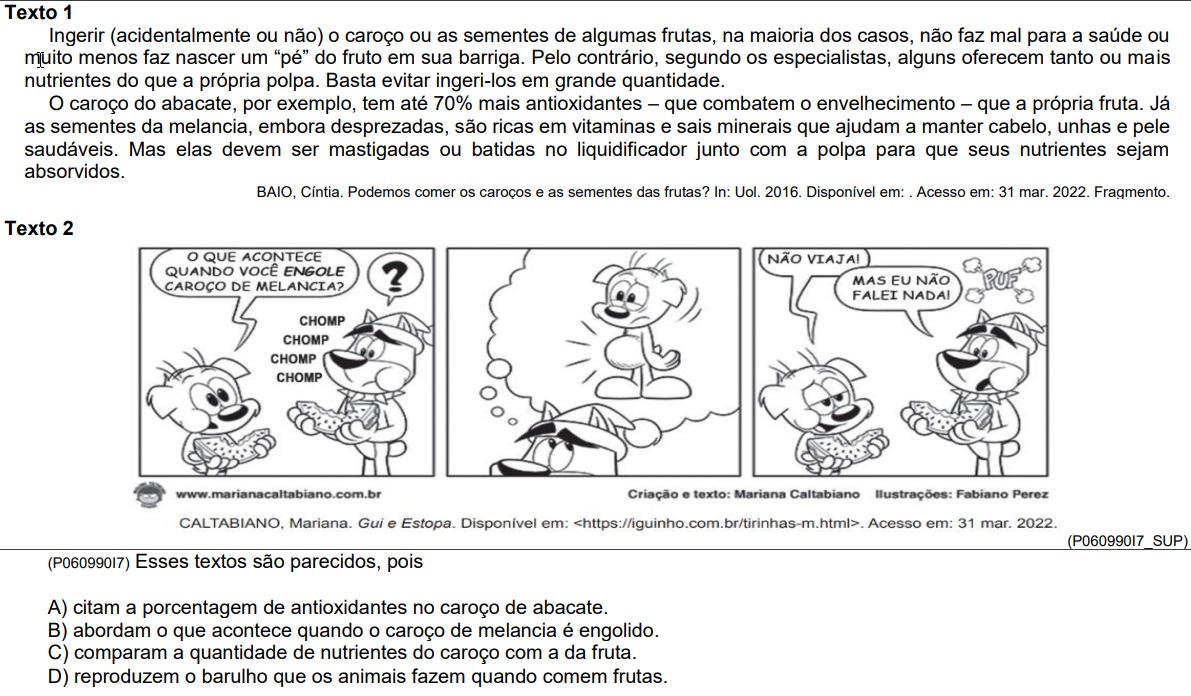 Texto 1
Ingerir (acidentalmente ou não) o caroço ou as sementes de algumas frutas, na maioria dos casos, não faz mal para a saúde ou
muito menos faz nascer um “pé” do fruto em sua barriga. Pelo contrário, segundo os especialistas, alguns oferecem tanto ou mais
nutrientes do que a própria polpa. Basta evitar ingeri-los em grande quantidade.
O caroço do abacate, por exemplo, tem até 70% mais antioxidantes – que combatem o envelhecimento – que a própria fruta. Já
as sementes da melancia, embora desprezadas, são ricas em vitaminas e sais minerais que ajudam a manter cabelo, unhas e pele
saudáveis. Mas elas devem ser mastigadas ou batidas no liquidificador junto com a polpa para que seus nutrientes sejam
absorvidos.
BAIO, Cíntia. Podemos comer os caroços e as sementes das frutas? In: Uol. 2016. Disponível em: . Acesso em: 31 mar. 2022. Fragmento.
Texto 2
O QUE ACONTECE
QUANDO VOCÊ ENGOLE
CAROÇO DE MELANCIA?
?
CHOMP
CHOMP
CHOMP
CHOMP
NÃO VIAJA!
MAS EU NÃO
FALEI NADA!
PUF
www.marianacaltabiano.com.br
Criação e texto: Mariana Caltabiano Ilustrações: Fabiano Perez
CALTABIANO, Mariana. Gui e Estopa. Disponível em: <https://iguinho.com.br/tirinhas-m.html>. Acesso em: 31 mar. 2022.
(P060990I7_SUP)
(P060990I7) Esses textos são parecidos, pois
A) citam a porcentagem de antioxidantes no caroço de abacate.
B) abordam o que acontece quando o caroço de melancia é engolido.
C) comparam a quantidade de nutrientes do caroço com a da fruta.
D) reproduzem o barulho que os animais fazem quando comem frutas.